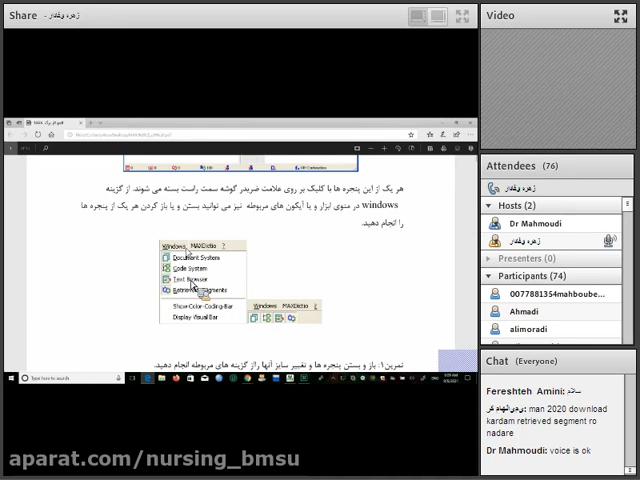 Share
زهره وفادار -
Video
Attendees (76)
زهره وفادار
Hosts (2)
Dr Mahmoudi
زهره وفادار
Presenters (0)
Participants (74)
0077881354mahboube...
Ahmadi
alimoradi
هر یک از این پنجره ها با کلیک بر روی علامت ضربدر گوشه سمت راست بسته می شوند. از گزینه
windows در منوی ابزار و یا آیکون های مربوطه نیز می توانید بستن و یا باز کردن هر یک از پنجره ها
را انجام دهید.
Windows MAXDictio ?
Document System
Code System
Text Browser
Show-Color-Coding-Bar
Display Visual Bar
Windows MAXDictio ?
تمرین۱: باز و بستن پنجره ها و تغییر سایز آنها را از گزینه های مربوطه انجام دهید.
Type here to search
Chat (Everyone)
Fereshteh Amini: سلام
man 2020 download
kardam retrieved segment ro
nadare
Dr Mahmoudi: voice is ok
aparat.com/nursing_bmsu